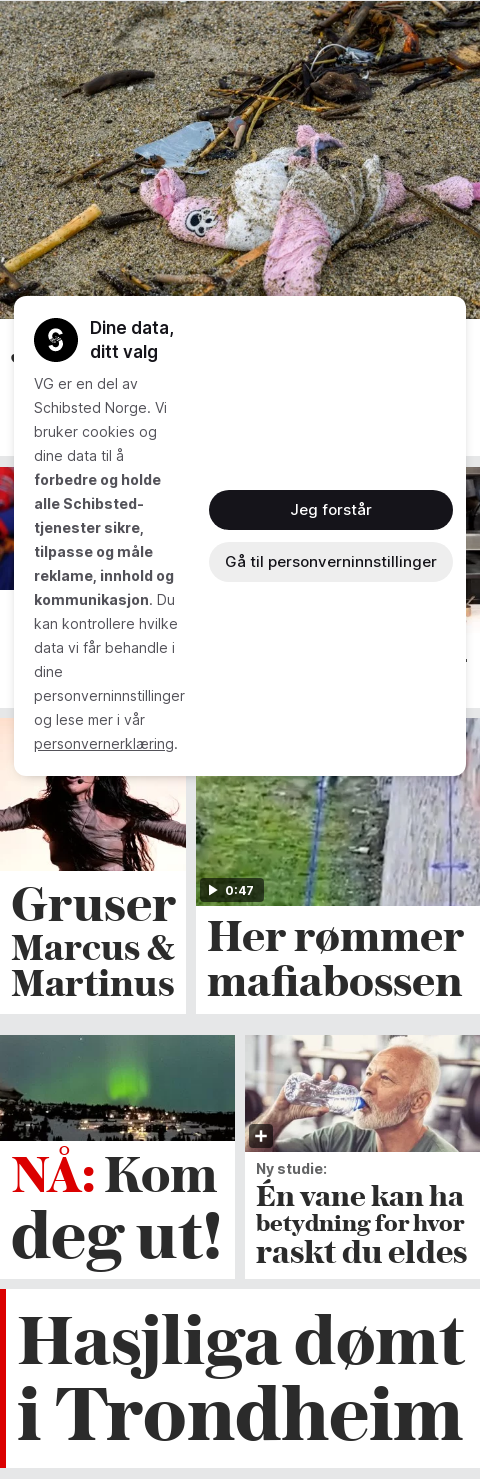 Dine data,
ditt valg
VG er en del av
Schibsted Norge. Vi
bruker cookies og
dine data til å
forbedre og holde
alle Schibsted-
tjenester sikre,
tilpasse og måle
reklame, innhold og
kommunikasjon. Du
kan kontrollere hvilke
data vi får behandle i
dine
personverninnstillinger
og lese mer i vår
personvernerklæring.
Jeg forstår
Gå til personverninnstillinger
Gruser
Marcus &
Martinus
0:47
Her rømmer
mafiabossen
NÅ: Kom
deg ut!
Ny studie:
Én vane kan ha
betydning for hvor
raskt du eldes
Hasjliga dømt
i Trondheim